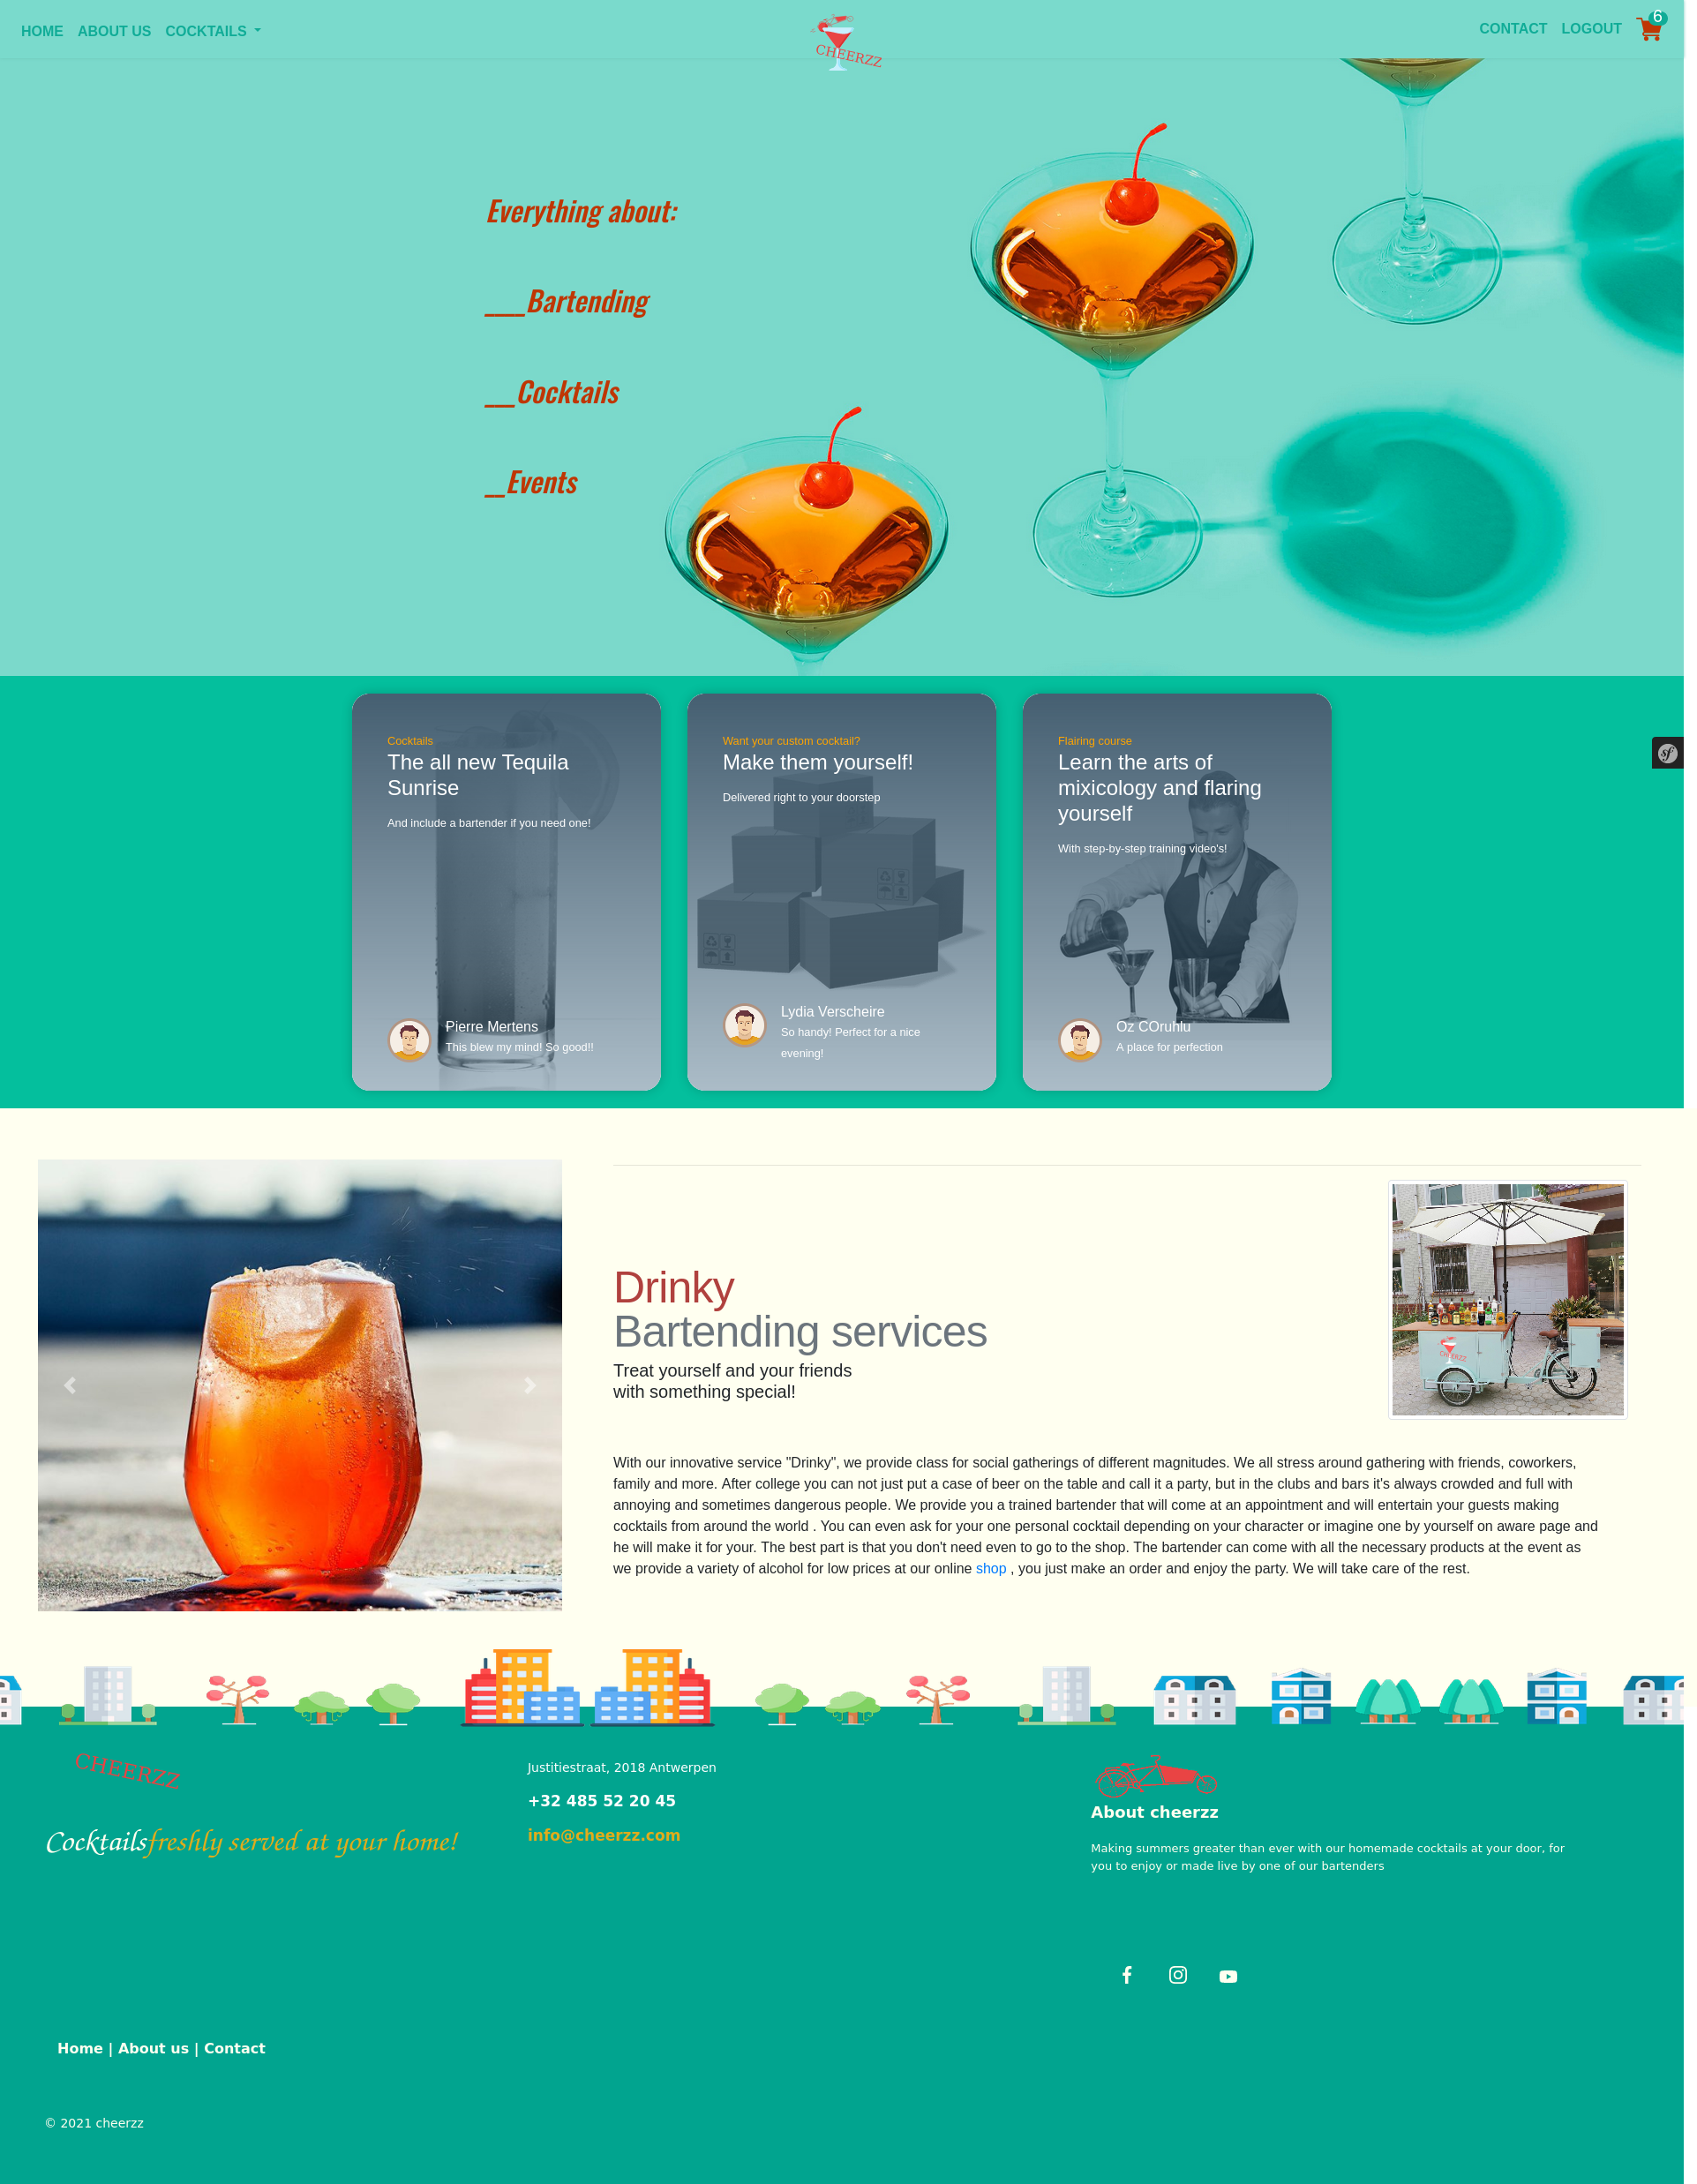 HOME ABOUT US COCKTAILS
CHEERZZ
CONTACT LOGOUT 6
Everything about:
____Bartending
___Cocktails
__Events
Cocktails
The all new Tequila
Sunrise
And include a bartender if you need one!
Pierre Mertens
This blew my mind! So good!!
Want your custom cocktail?
Make them yourself!
Delivered right to your doorstep
Lydia Verscheire
So handy! Perfect for a nice
evening!
Flairing course
Learn the arts of
mixicology and flaring
yourself
With step-by-step training video's!
Oz COruhlu
A place for perfection
sf
Drinky
Bartending services
Treat yourself and your friends
with something special!
CHEERZZ
With our innovative service "Drinky", we provide class for social gatherings of different magnitudes. We all stress around gathering with friends, coworkers,
family and more. After college you can not just put a case of beer on the table and call it a party, but in the clubs and bars it's always crowded and full with
annoying and sometimes dangerous people. We provide you a trained bartender that will come at an appointment and will entertain your guests making
cocktails from around the world . You can even ask for your one personal cocktail depending on your character or imagine one by yourself on aware page and
he will make it for your. The best part is that you don't need even to go to the shop. The bartender can come with all the necessary products at the event as
we provide a variety of alcohol for low prices at our online shop , you just make an order and enjoy the party. We will take care of the rest.
CHEERZZ
Cocktailsfreshly served at your home!
Justitiestraat, 2018 Antwerpen
+32 485 52 20 45
info@cheerzz.com
About cheerzz
Making summers greater than ever with our homemade cocktails at your door, for
you to enjoy or made live by one of our bartenders
Home | About us | Contact
© 2021 cheerzz